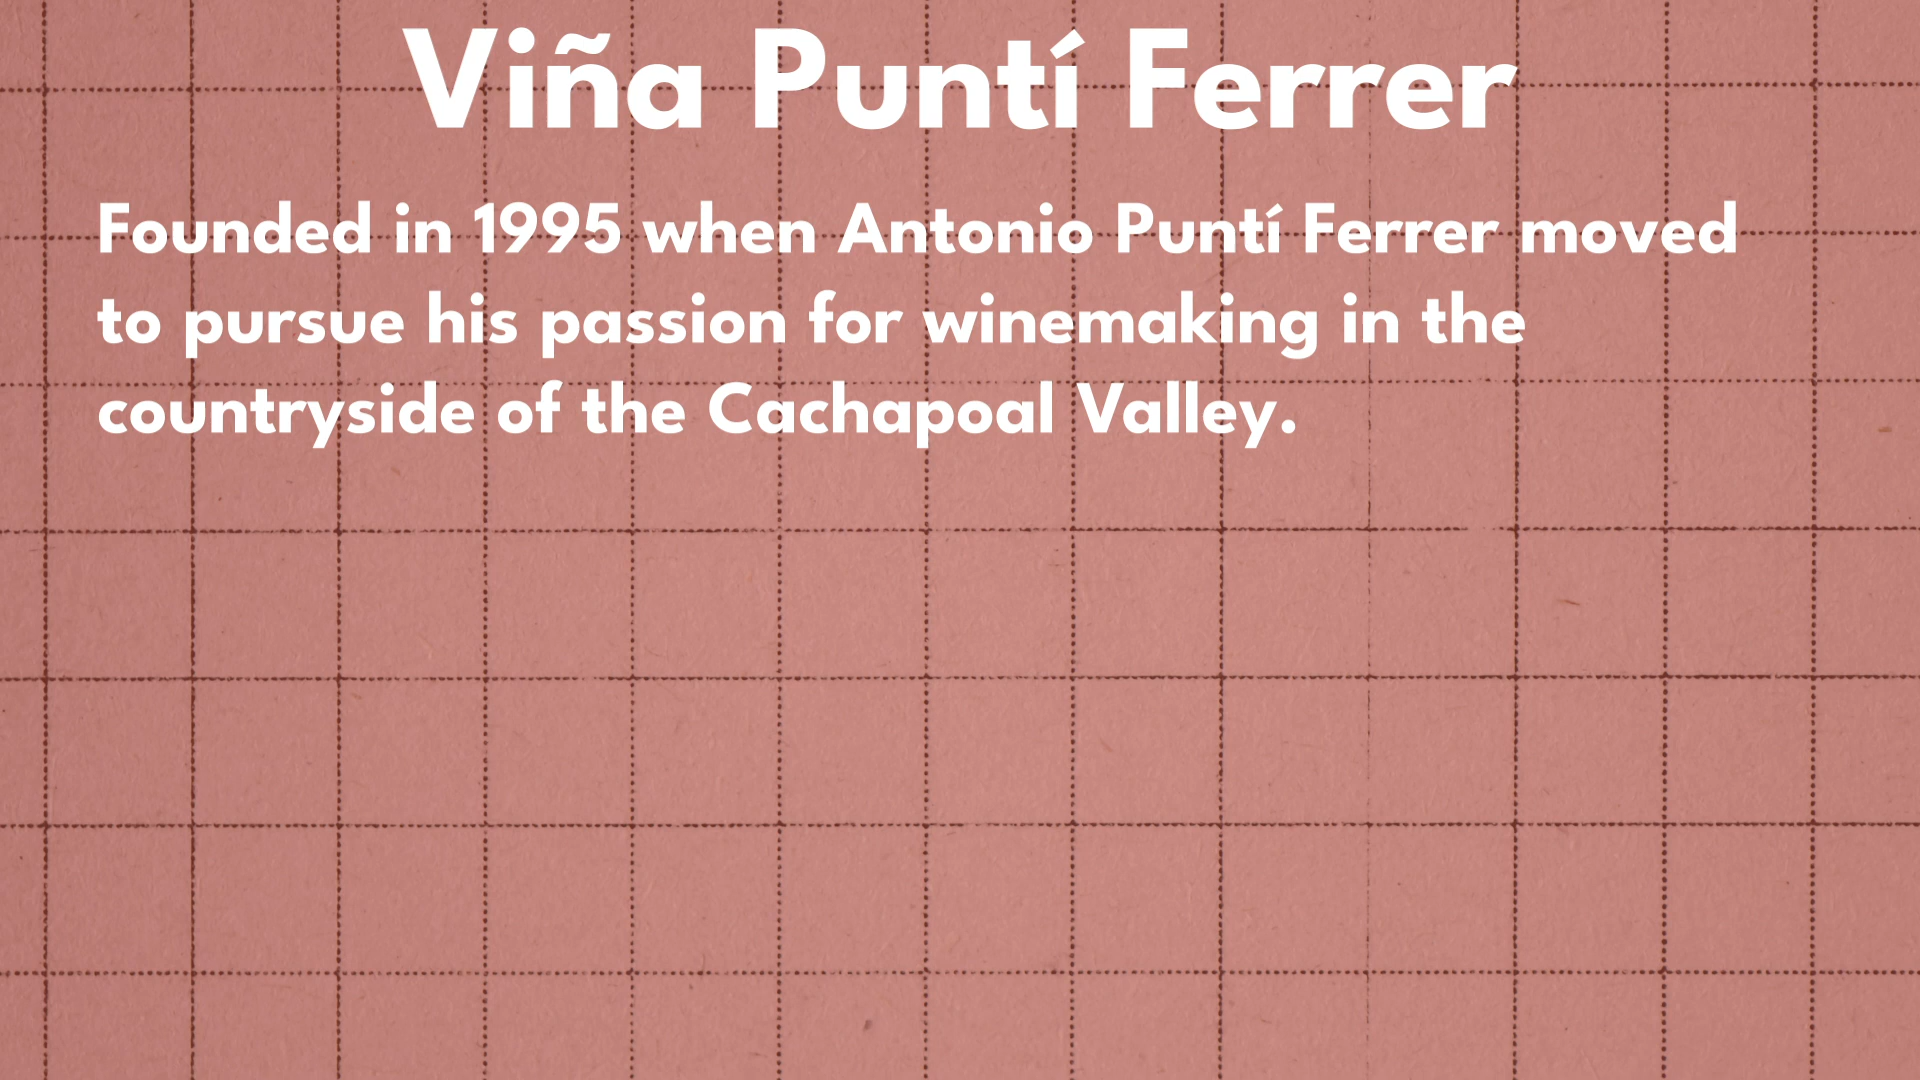 Viña Puntí Ferrer
Founded in 1995 when Antonio Puntí Ferrer moved
to pursue his passion for winemaking in the
countryside of the Cachapoal Valley.